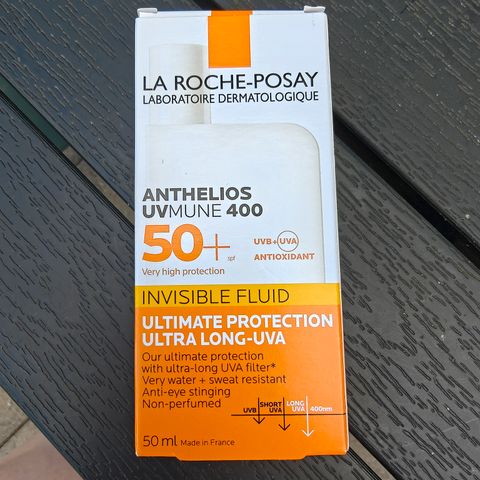 LA ROCHE-POSAY
LABORATOIRE DERMATOLOGIQUE
ANTHELIOS
UVMUNE 400
50+
spf
Very high protection
UVB+UVA
ANTIOXIDANT
INVISIBLE FLUID
ULTIMATE PROTECTION
ULTRA LONG-UVA
Our ultimate protection
with ultra-long UVA filter*
Very water + sweat resistant
Anti-eye stinging
Non-perfumed
UVB
SHORT
UVA
LONG
UVA
400nm
50 ml Made in France